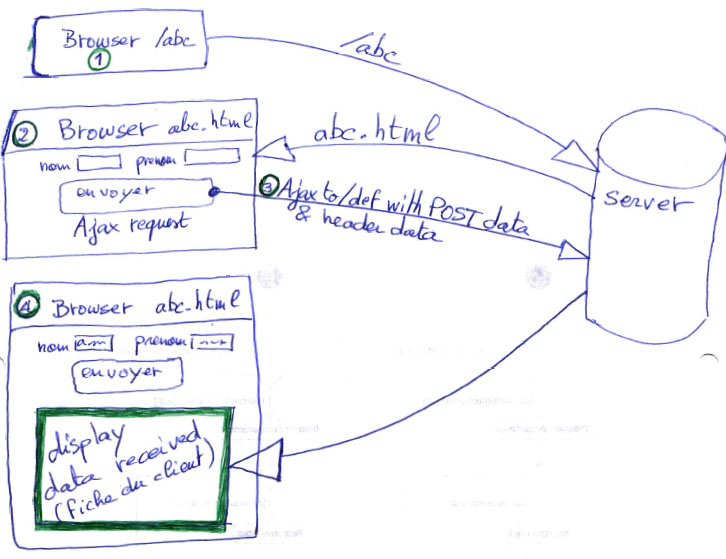 Browser /abc
1
/abc
2 Browser abc.html
nom prenom
envoyer
Ajax request
abc.html
3 Ajax to /def with POST data
& header data
server
4 Browser abc.html
nom prenom
envoyer
display
data received
(fiche du client)